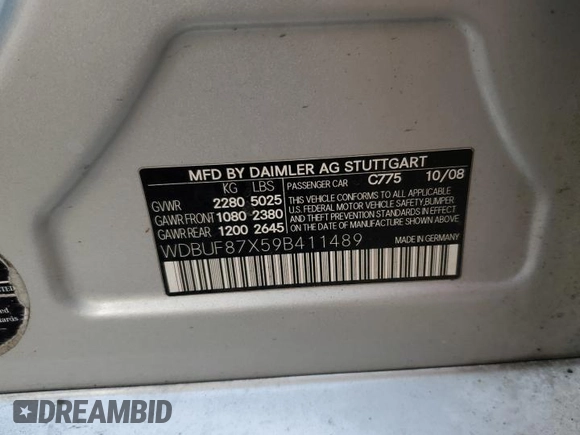 MFD BY DAIMLER AG STUTTGART
KG LBS
GVWR 2280 5025
GAWR FRONT 1080 2380
GAWR REAR 1200 2645
PASSENGER CAR C775 10/08
THIS VEHICLE CONFORMS TO ALL APPLICABLE
U.S. FEDERAL MOTOR VEHICLE SAFETY,BUMPER
AND THEFT PREVENTION STANDARDS IN EFFECT
ON THE DATE OF MANUFACTURE SHOWN ABOVE
WDBUF87X59B411489
MADE IN GERMANY
DREAMBID